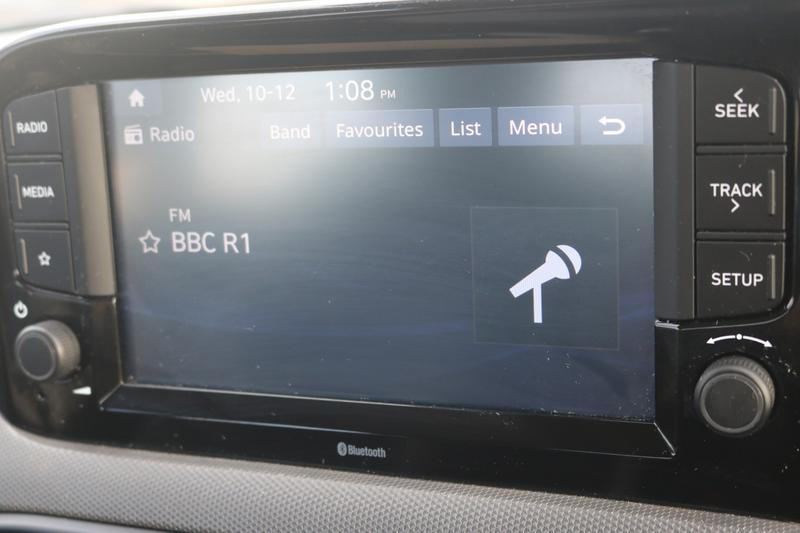 Wed, 10-12 1:08 PM
Radio Band Favourites List Menu
FM
BBC R1
RADIO
MEDIA
SEEK
TRACK
SETUP
Bluetooth